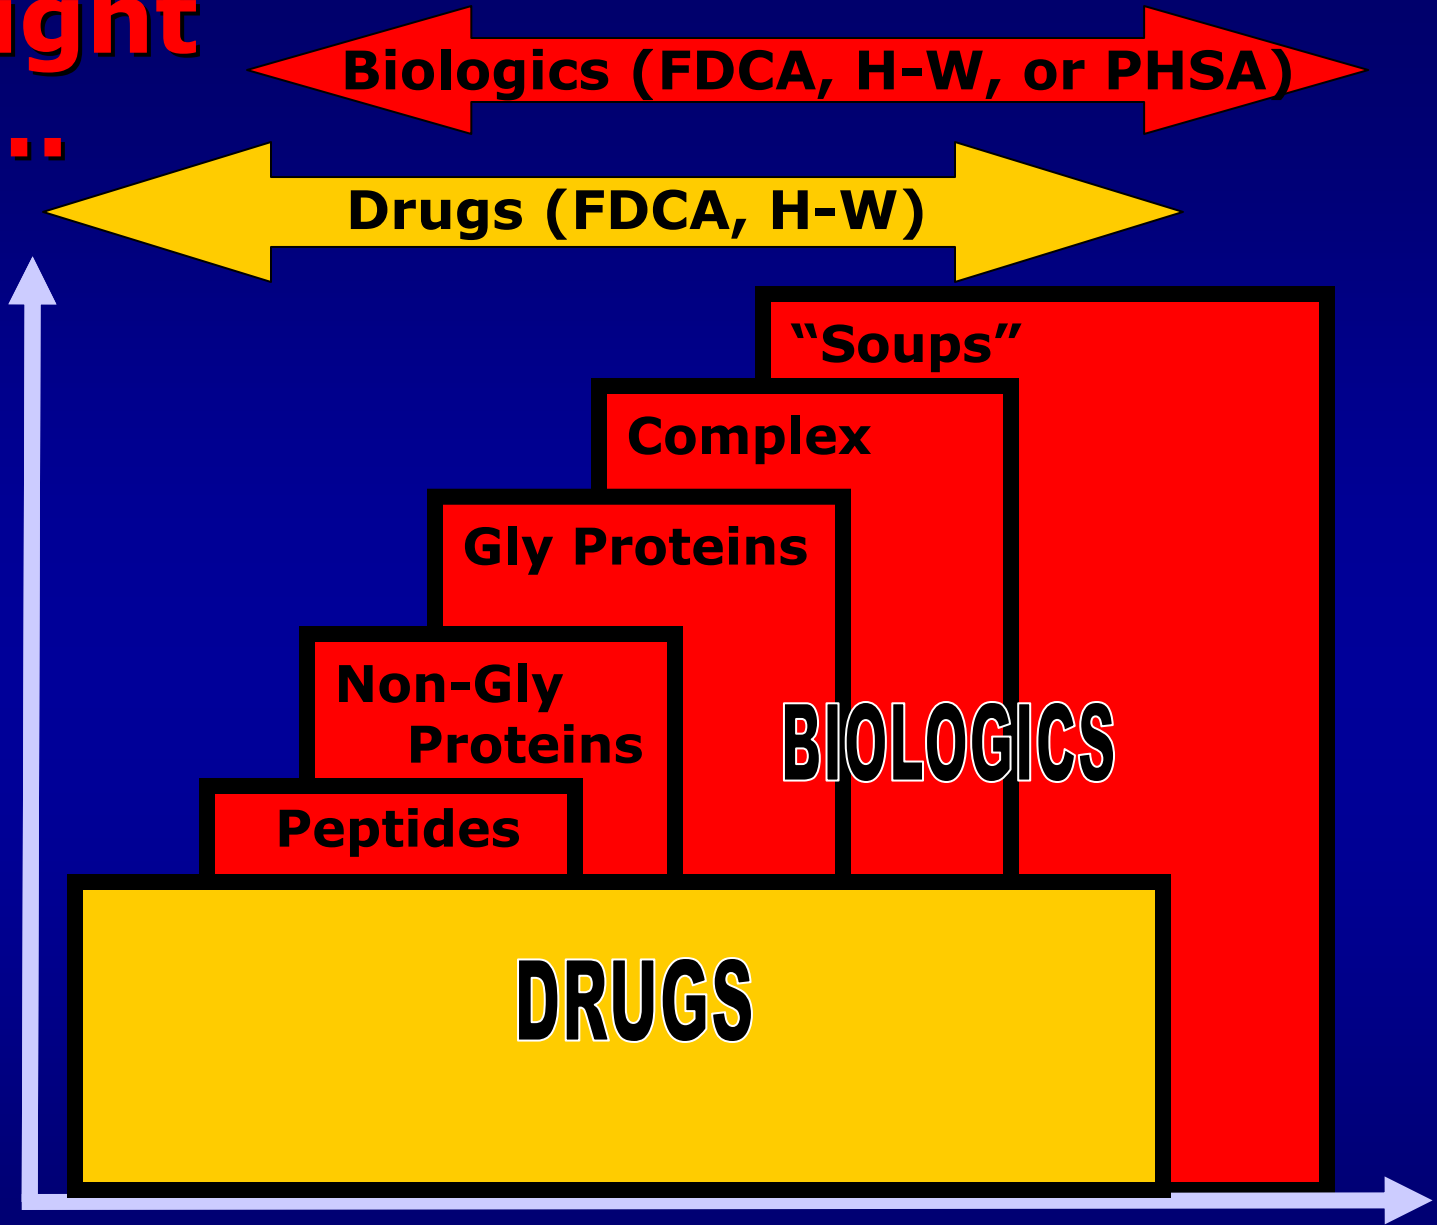 Biologics (FDCA, H-W, or PHSA)
..
Drugs (FDCA, H-W)
“Soups”
Complex
Gly Proteins
Non-Gly
Proteins
BIOLOGICS
Peptides
DRUGS